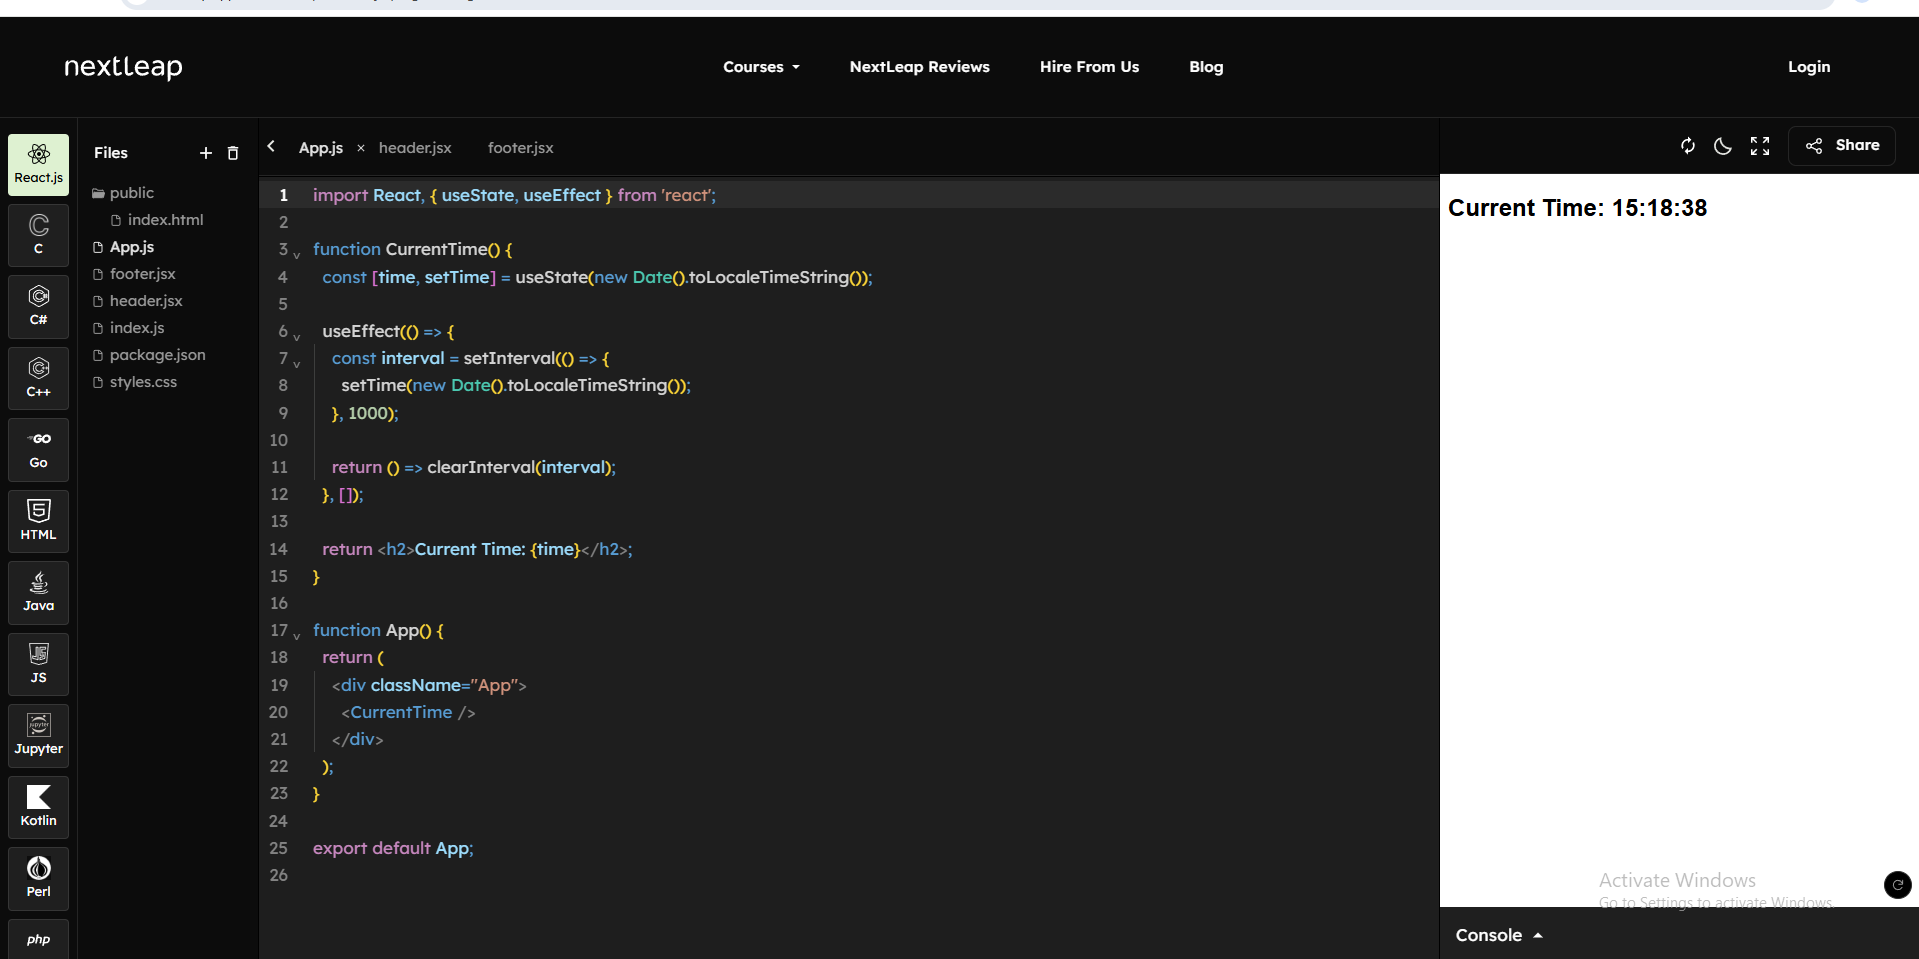 nextleap
Courses
NextLeap Reviews
Hire From Us
Blog
Login
React.js
C
C#
C++
GO
Go
HTML
Java
JS
Jupyter
Kotlin
Perl
php
Files
public
index.html
App.js
footer.jsx
header.jsx
index.js
package.json
styles.css
App.js × header.jsx footer.jsx
1 import React, { useState, useEffect } from 'react';
2
3 function CurrentTime() {
4 const [time, setTime] = useState(new Date().toLocaleTimeString());
5
6 useEffect(() => {
7 const interval = setInterval(() => {
8 setTime(new Date().toLocaleTimeString());
9 }, 1000);
10
11 return () => clearInterval(interval);
12 }, []);
13
14 return <h2>Current Time: {time}</h2>;
15 }
16
17 function App() {
18 return (
19 <div className="App">
20 <CurrentTime />
21 </div>
22 );
23 }
24
25 export default App;
26
Share
Current Time: 15:18:38
Activate Windows
Go to Settings to activate Windows.
Console